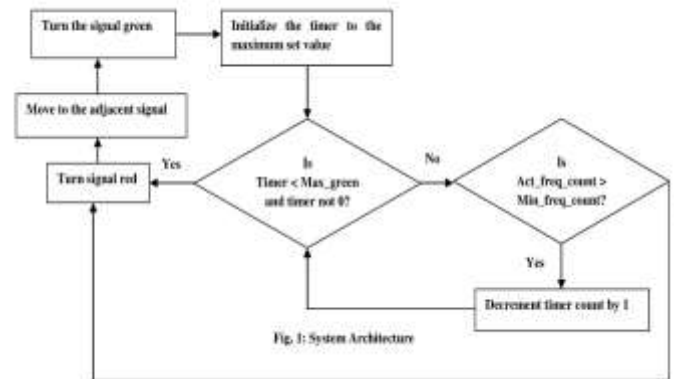 Turn the signal green
Initialize the timer to the
maximum set value
Move to the adjacent signal
Turn signal red
Yes
Is
Timer < Max_green
and timer not 0?
No
Is
Act_freq_count >
Min_freq_count?
Yes
Decrement timer count by 1
Fig. 1: System Architecture